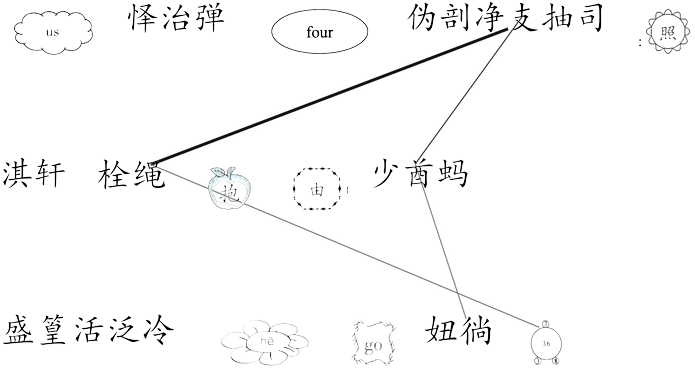 us 怿治弹 four 伪剖净支抽司 : 照
淇轩 栓绳 抱 由 少酋蚂
盛篁活泛冷 hē go 妞徜 36